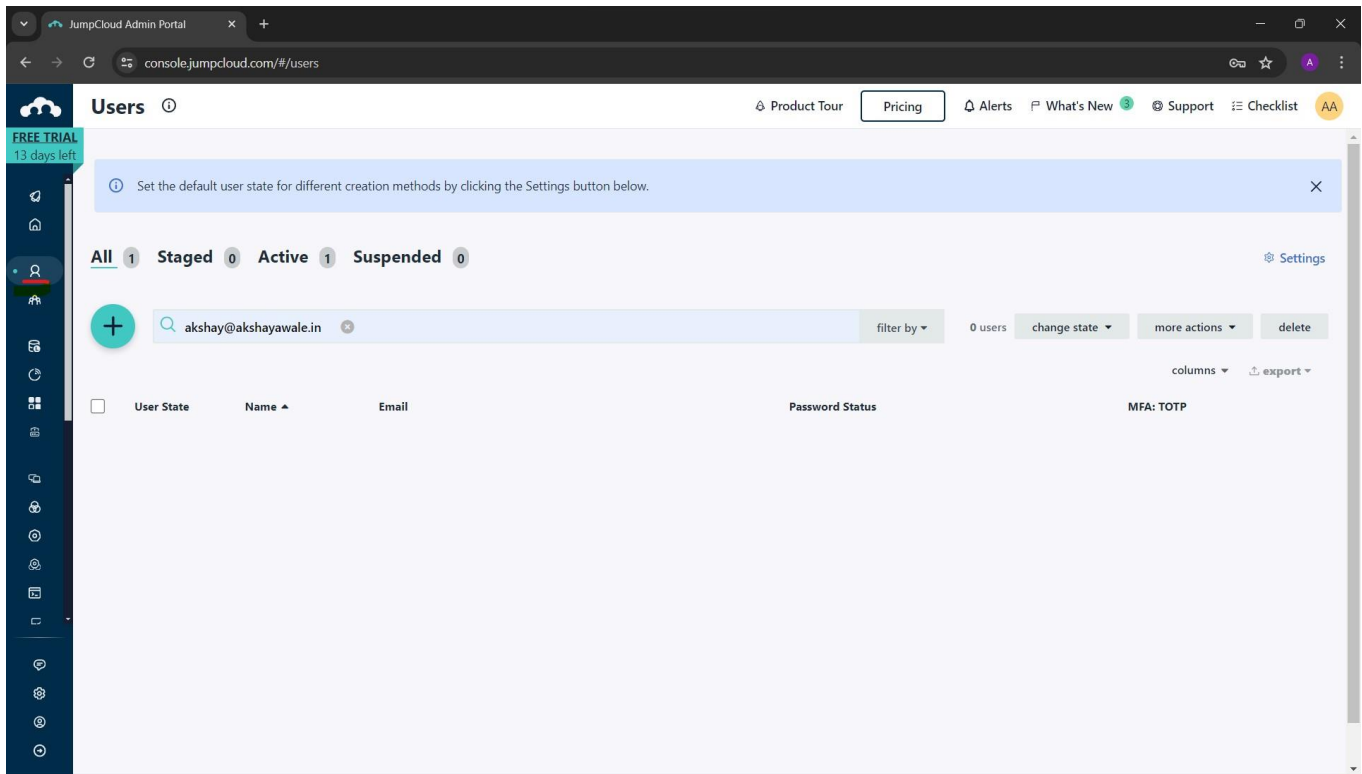 JumpCloud Admin Portal
console.jumpcloud.com/#/users
A
Users
Product Tour
Pricing
Alerts
What's New 3
Support
Checklist
AA
FREE TRIAL
13 days left
Set the default user state for different creation methods by clicking the Settings button below.
All 1 Staged 0 Active 1 Suspended 0
Settings
akshay@akshayawale.in
filter by
0 users
change state
more actions
delete
columns
export
User State Name Email Password Status MFA: TOTP